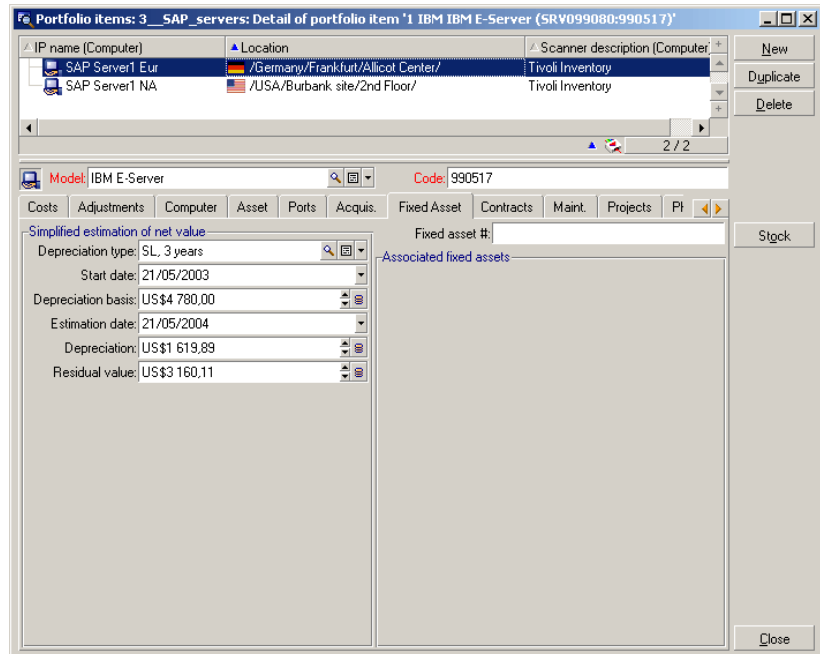 Portfolio items: 3__SAP_servers: Detail of portfolio item '1 IBM IBM E-Server (SRV099080:990517)'
IP name (Computer) Location Scanner description (Computer)
SAP Server1 Eur /Germany/Frankfurt/Allicot Center/ Tivoli Inventory
SAP Server1 NA /USA/Burbank site/2nd Floor/ Tivoli Inventory
2 / 2
New
Duplicate
Delete
Model: IBM E-Server Code: 990517
Costs Adjustments Computer Asset Ports Acquis. Fixed Asset Contracts Maint. Projects
Simplified estimation of net value
Depreciation type: SL, 3 years
Start date: 21/05/2003
Depreciation basis: US$4 780,00
Estimation date: 21/05/2004
Depreciation: US$1 619,89
Residual value: US$3 160,11
Fixed asset #:
Associated fixed assets
Stock
Close